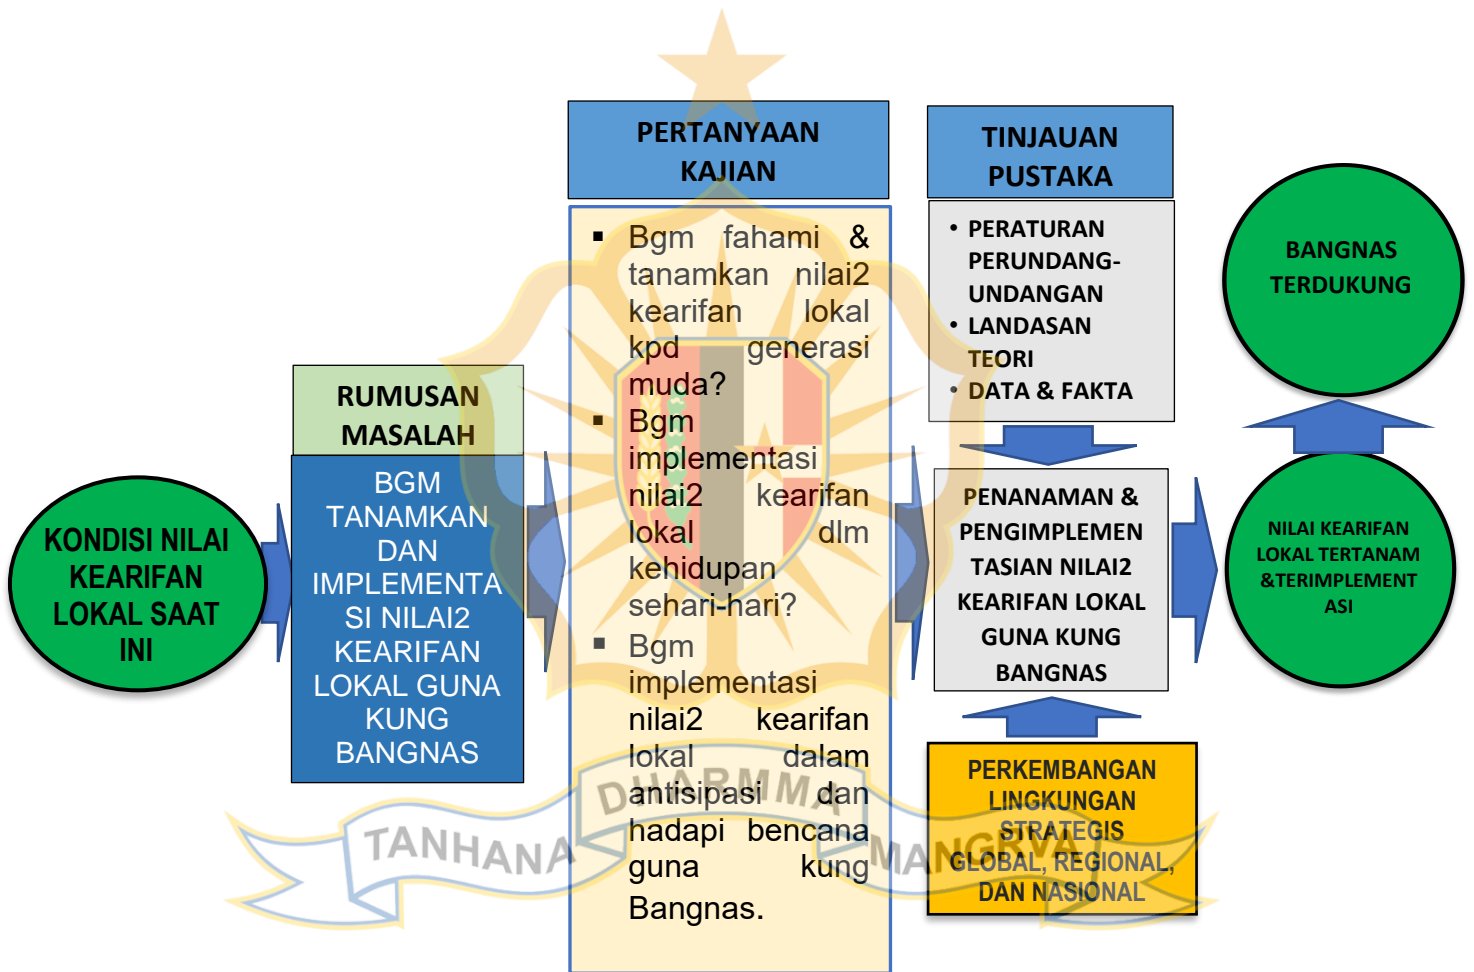 KONDISI NILAI
KEARIFAN
LOKAL SAAT
INI
RUMUSAN
MASALAH
BGM
TANAMKAN
DAN
IMPLEMENTA
SI NILAI2
KEARIFAN
LOKAL GUNA
KUNG
BANGNAS
PERTANYAAN
KAJIAN
▪ Bgm fahami &
tanamkan nilai2
kearifan lokal
kpd generasi
muda?
▪ Bgm
implementasi
nilai2 kearifan
lokal dlm
kehidupan
sehari-hari?
▪ Bgm
implementasi
nilai2 kearifan
lokal dalam
antisipasi dan
hadapi bencana
guna kung
Bangnas.
TINJAUAN
PUSTAKA
• PERATURAN
PERUNDANG-
UNDANGAN
• LANDASAN
TEORI
• DATA & FAKTA
PENANAMAN &
PENGIMPLEMEN
TASIAN NILAI2
KEARIFAN LOKAL
GUNA KUNG
BANGNAS
PERKEMBANGAN
LINGKUNGAN
STRATEGIS
GLOBAL, REGIONAL,
DAN NASIONAL
BANGNAS
TERDUKUNG
NILAI KEARIFAN
LOKAL TERTANAM
&TERIMPLEMENT
ASI
TANHANA DHARMMA MANGRVA